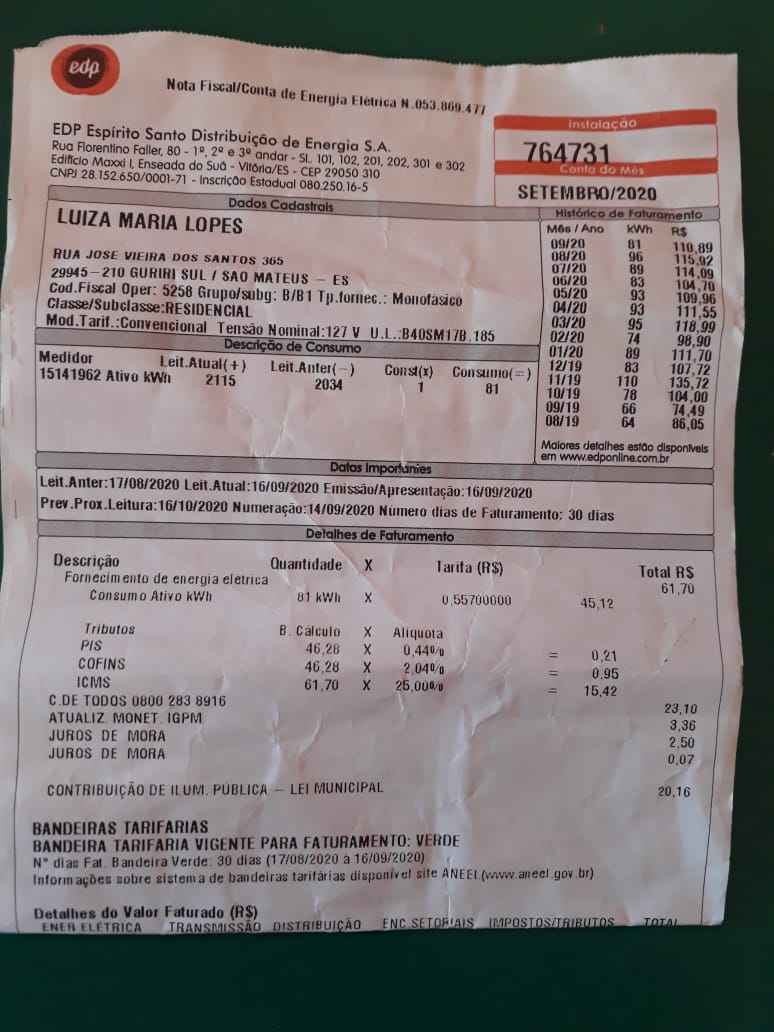 edp
Nota Fiscal/Conta de Energia Elétrica N.053.869.477
EDP Espírito Santo Distribuição de Energia S.A.
Rua Florentino Faller, 80 - 1º, 2º e 3º andar - SL. 101, 102, 201, 202, 301 e 302
Edifício Maxxi I, Enseada do Suá - Vitória/ES - CEP 29050 310
CNPJ 28.152.650/0001-71 - Inscrição Estadual 080.250.16-5
Instalação
764731
Conta do Mês
SETEMBRO/2020
Dados Cadastrais
LUIZA MARIA LOPES
RUA JOSE VIEIRA DOS SANTOS 365
29945-210 GURIRI SUL / SAO MATEUS - ES
Cod.Fiscal Oper: 5258 Grupo/subg: B/B1 Tp.fornec.: Monofásico
Classe/Subclasse:RESIDENCIAL
Mod.Tarif.:Convencional Tensão Nominal:127 V U.L.:B40SM17B.185
Histórico de Faturamento
Mês / Ano kWh R$
09/20 81 110,89
08/20 96 115,92
07/20 89 114,09
06/20 83 104,70
05/20 93 109,96
04/20 93 111,55
03/20 95 118,99
02/20 74 98,90
01/20 89 111,70
12/19 83 107,72
11/19 110 135,72
10/19 78 104,00
09/19 66 74,49
08/19 64 86,05
Maiores detalhes estão disponíveis
em www.edponline.com.br
Descrição de Consumo
Medidor Leit.Atual(+) Leit.Anter(-) Const(x) Consumo(=)
15141962 Ativo kWh 2115 2034 1 81
Datas Importantes
Leit.Anter:17/08/2020 Leit.Atual:16/09/2020 Emissão/Apresentação:16/09/2020
Prev.Prox.Leitura:16/10/2020 Numeração:14/09/2020 Número dias de Faturamento: 30 dias
Detalhes de Faturamento
Descrição Quantidade X Tarifa (R$) Total R$
Fornecimento de energia eletrica 61,70
Consumo Ativo kWh 81 kWh X 0,55700000 45,12
Tributos B. Cálculo X Aliquota
PIS 46,28 X 0,44% = 0,21
COFINS 46,28 X 2,04% = 0,95
ICMS 61,70 X 25,00% = 15,42
C.DE TODOS 0800 283 8916 23,10
ATUALIZ. MONET. IGPM 3,36
JUROS DE MORA 2,50
JUROS DE MORA 0,07
CONTRIBUIÇÃO DE ILUM. PÚBLICA - LEI MUNICIPAL 20,16
BANDEIRAS TARIFARIAS
BANDEIRA TARIFARIA VIGENTE PARA FATURAMENTO: VERDE
N° dias Fat. Bandeira Verde: 30 dias (17/08/2020 à 16/09/2020)
Informações sobre sistema de bandeiras tarifárias disponível site ANEEL(www.aneel.gov.br)
Detalhes do Valor Faturado (R$)
ENER ELÉTRICA TRANSMISSÃO DISTRIBUIÇÃO ENC.SETORIAIS IMPOSTOS/TRIBUTOS TOTAL